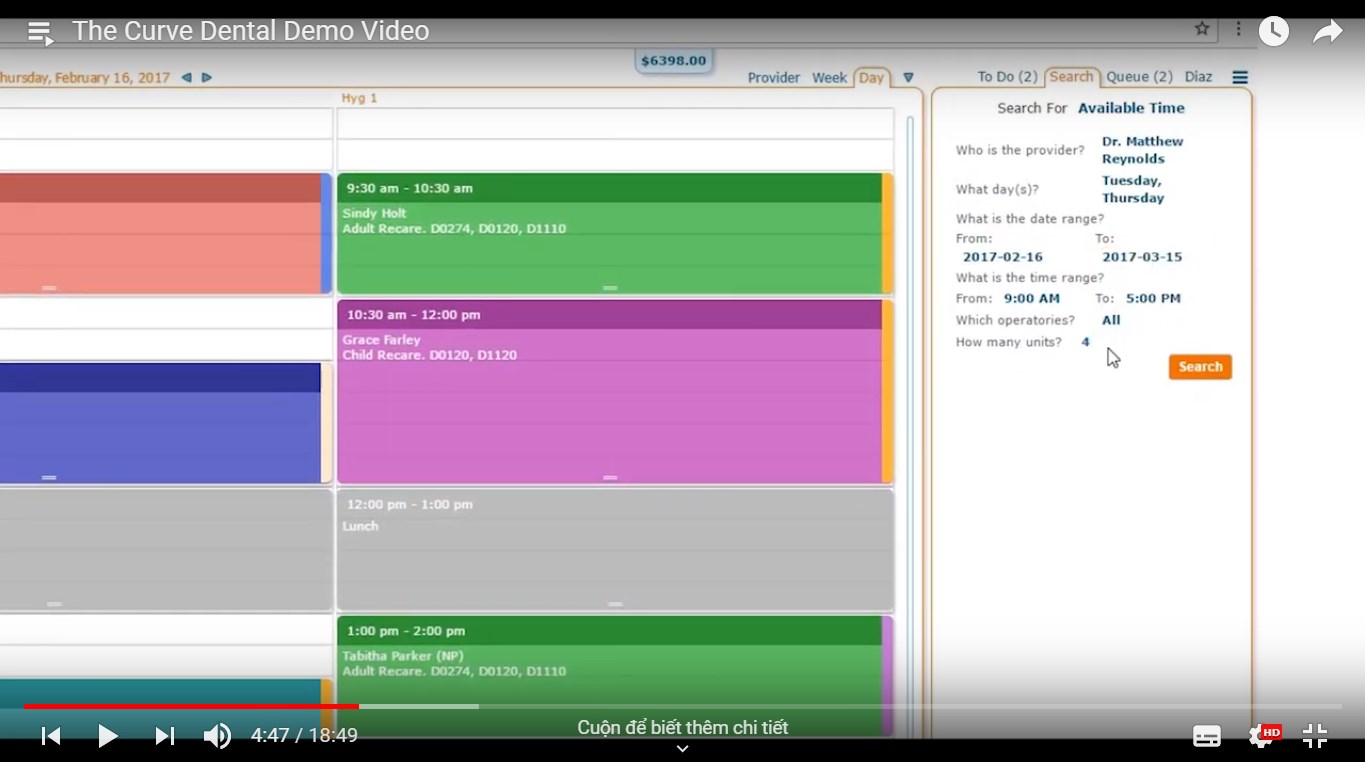 The Curve Dental Demo Video
$6398.00
hursday, February 16, 2017
Provider Week Day
To Do (2) Search Queue (2) Diaz
Hyg 1
9:30 am - 10:30 am
Sindy Holt
Adult Recare. D0274, D0120, D1110
10:30 am - 12:00 pm
Grace Farley
Child Recare. D0120, D1120
12:00 pm - 1:00 pm
Lunch
1:00 pm - 2:00 pm
Tabitha Parker (NP)
Adult Recare. D0274, D0120, D1110
Search For Available Time
Who is the provider? Dr. Matthew
Reynolds
What day(s)? Tuesday,
Thursday
What is the date range?
From: To:
2017-02-16 2017-03-15
What is the time range?
From: 9:00 AM To: 5:00 PM
Which operatories? All
How many units? 4
Search
4:47 / 18:49
Cuộn để biết thêm chi tiết
HD